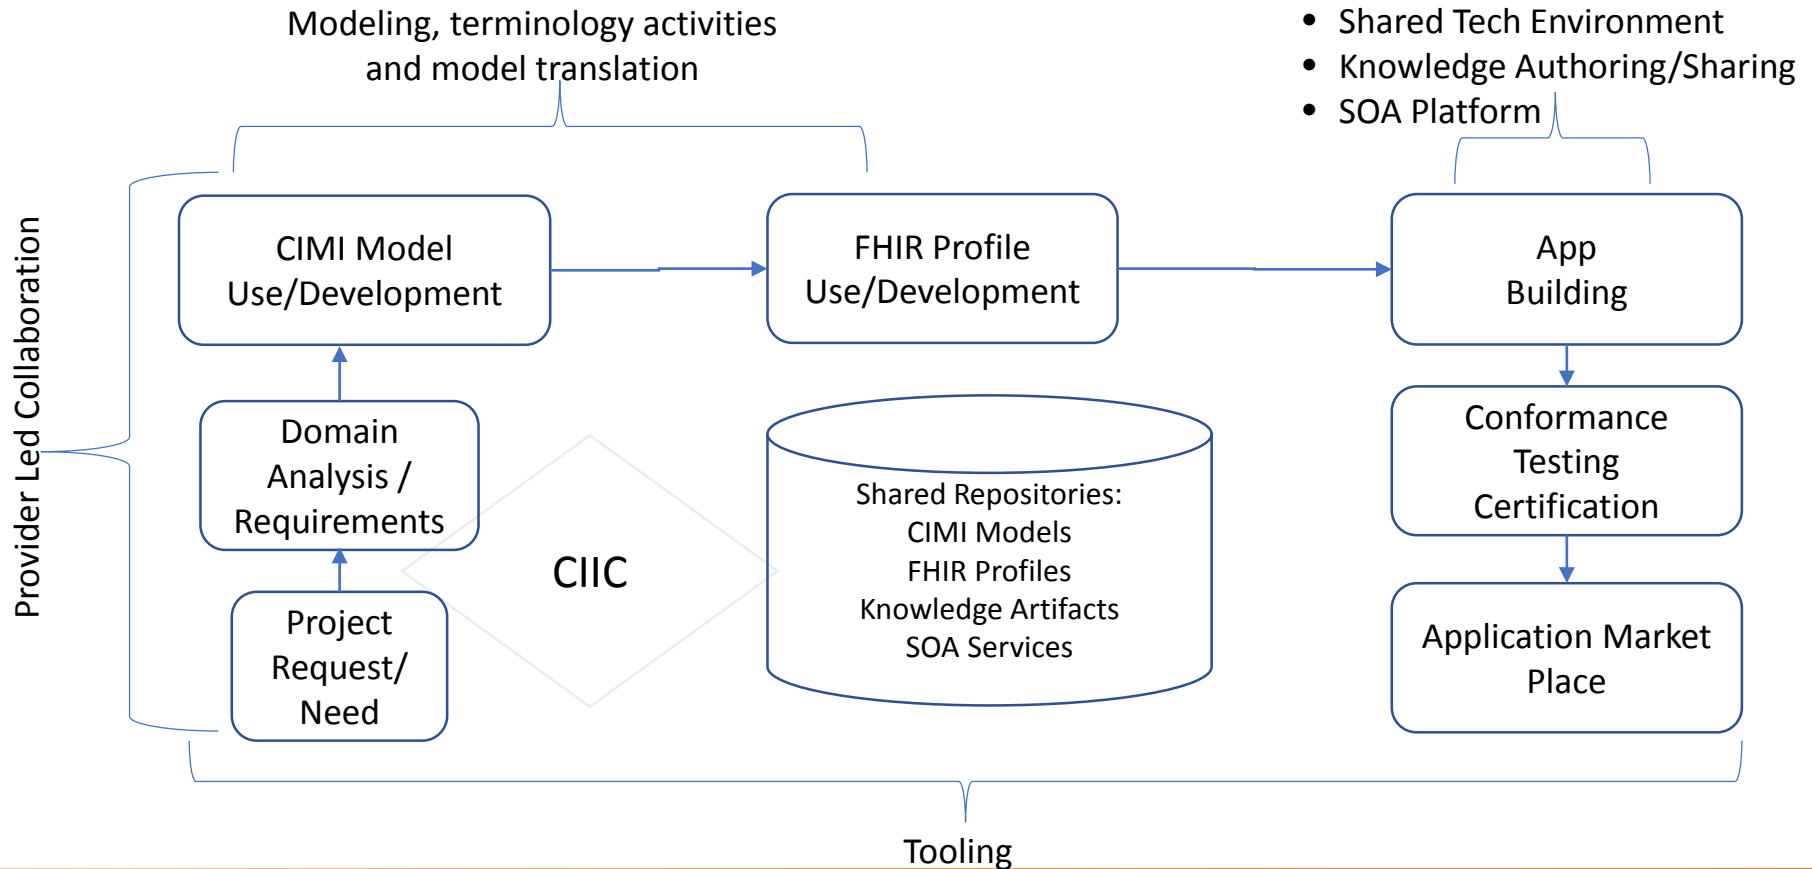 Modeling, terminology activities
and model translation
• Shared Tech Environment
• Knowledge Authoring/Sharing
• SOA Platform
Provider Led Collaboration
CIMI Model
Use/Development
FHIR Profile
Use/Development
App
Building
Domain
Analysis /
Requirements
Project
Request/
Need
CIIC
Shared Repositories:
CIMI Models
FHIR Profiles
Knowledge Artifacts
SOA Services
Conformance
Testing
Certification
Application Market
Place
Tooling